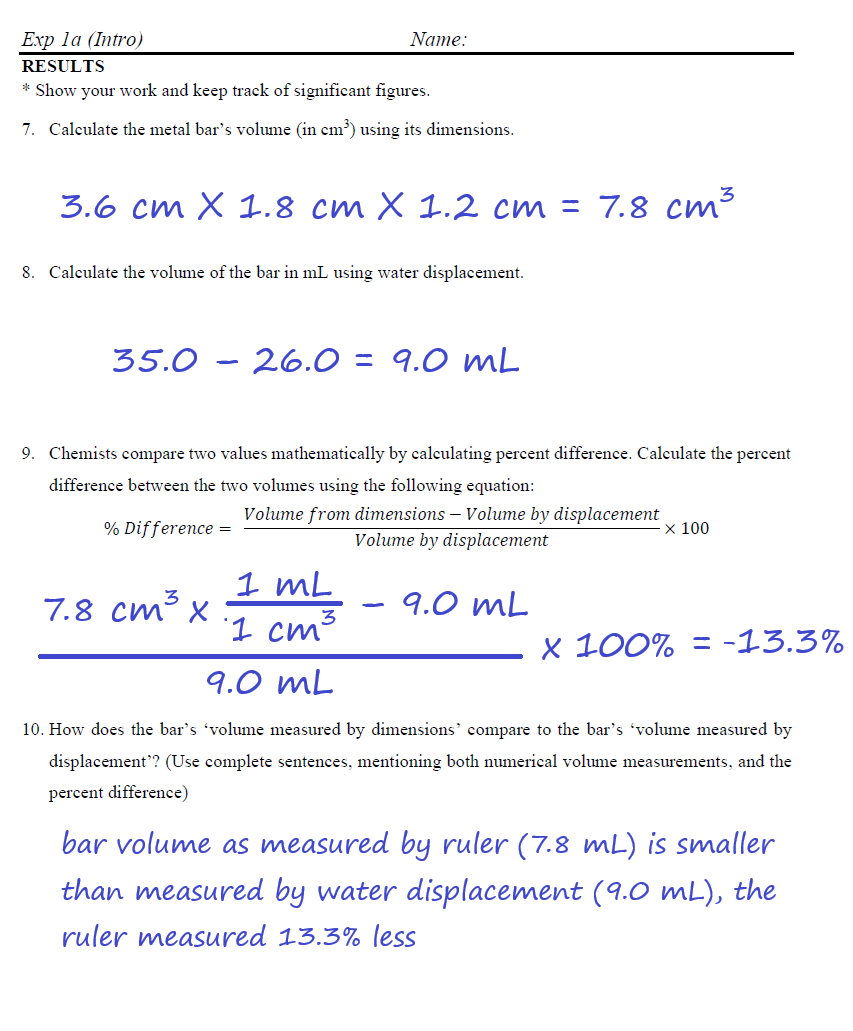 Exp 1a (Intro) Name:
RESULTS
* Show your work and keep track of significant figures.
7. Calculate the metal bar's volume (in cm³) using its dimensions.
3.6 cm X 1.8 cm X 1.2 cm = 7.8 cm³
8. Calculate the volume of the bar in mL using water displacement.
35.0 – 26.0 = 9.0 mL
9. Chemists compare two values mathematically by calculating percent difference. Calculate the percent
difference between the two volumes using the following equation:
% Difference = (Volume from dimensions – Volume by displacement) / (Volume by displacement) × 100
(7.8 cm³ x (1 mL / 1 cm³) – 9.0 mL) / (9.0 mL) x 100% = -13.3%
10. How does the bar's ‘volume measured by dimensions’ compare to the bar's ‘volume measured by
displacement’? (Use complete sentences, mentioning both numerical volume measurements, and the
percent difference)
bar volume as measured by ruler (7.8 mL) is smaller
than measured by water displacement (9.0 mL), the
ruler measured 13.3% less